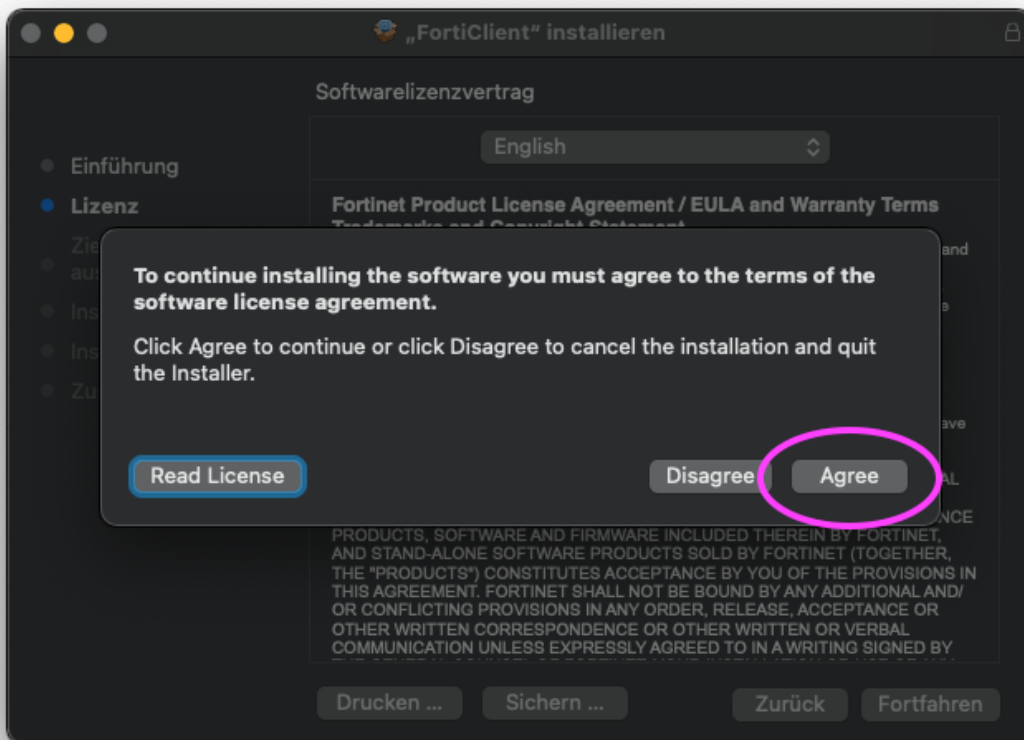 „FortiClient“ installieren
Softwarelizenzvertrag
English
Einführung
Lizenz
Fortinet Product License Agreement / EULA and Warranty Terms
Trademarks and Copyright Statement
and
To continue installing the software you must agree to the terms of the
software license agreement.
Click Agree to continue or click Disagree to cancel the installation and quit
the Installer.
Read License
Disagree
Agree
PRODUCTS, SOFTWARE AND FIRMWARE INCLUDED THEREIN BY FORTINET,
AND STAND-ALONE SOFTWARE PRODUCTS SOLD BY FORTINET (TOGETHER,
THE "PRODUCTS") CONSTITUTES ACCEPTANCE BY YOU OF THE PROVISIONS IN
THIS AGREEMENT. FORTINET SHALL NOT BE BOUND BY ANY ADDITIONAL AND/
OR CONFLICTING PROVISIONS IN ANY ORDER, RELEASE, ACCEPTANCE OR
OTHER WRITTEN CORRESPONDENCE OR OTHER WRITTEN OR VERBAL
COMMUNICATION UNLESS EXPRESSLY AGREED TO IN A WRITING SIGNED BY
Drucken ...
Sichern ...
Zurück
Fortfahren